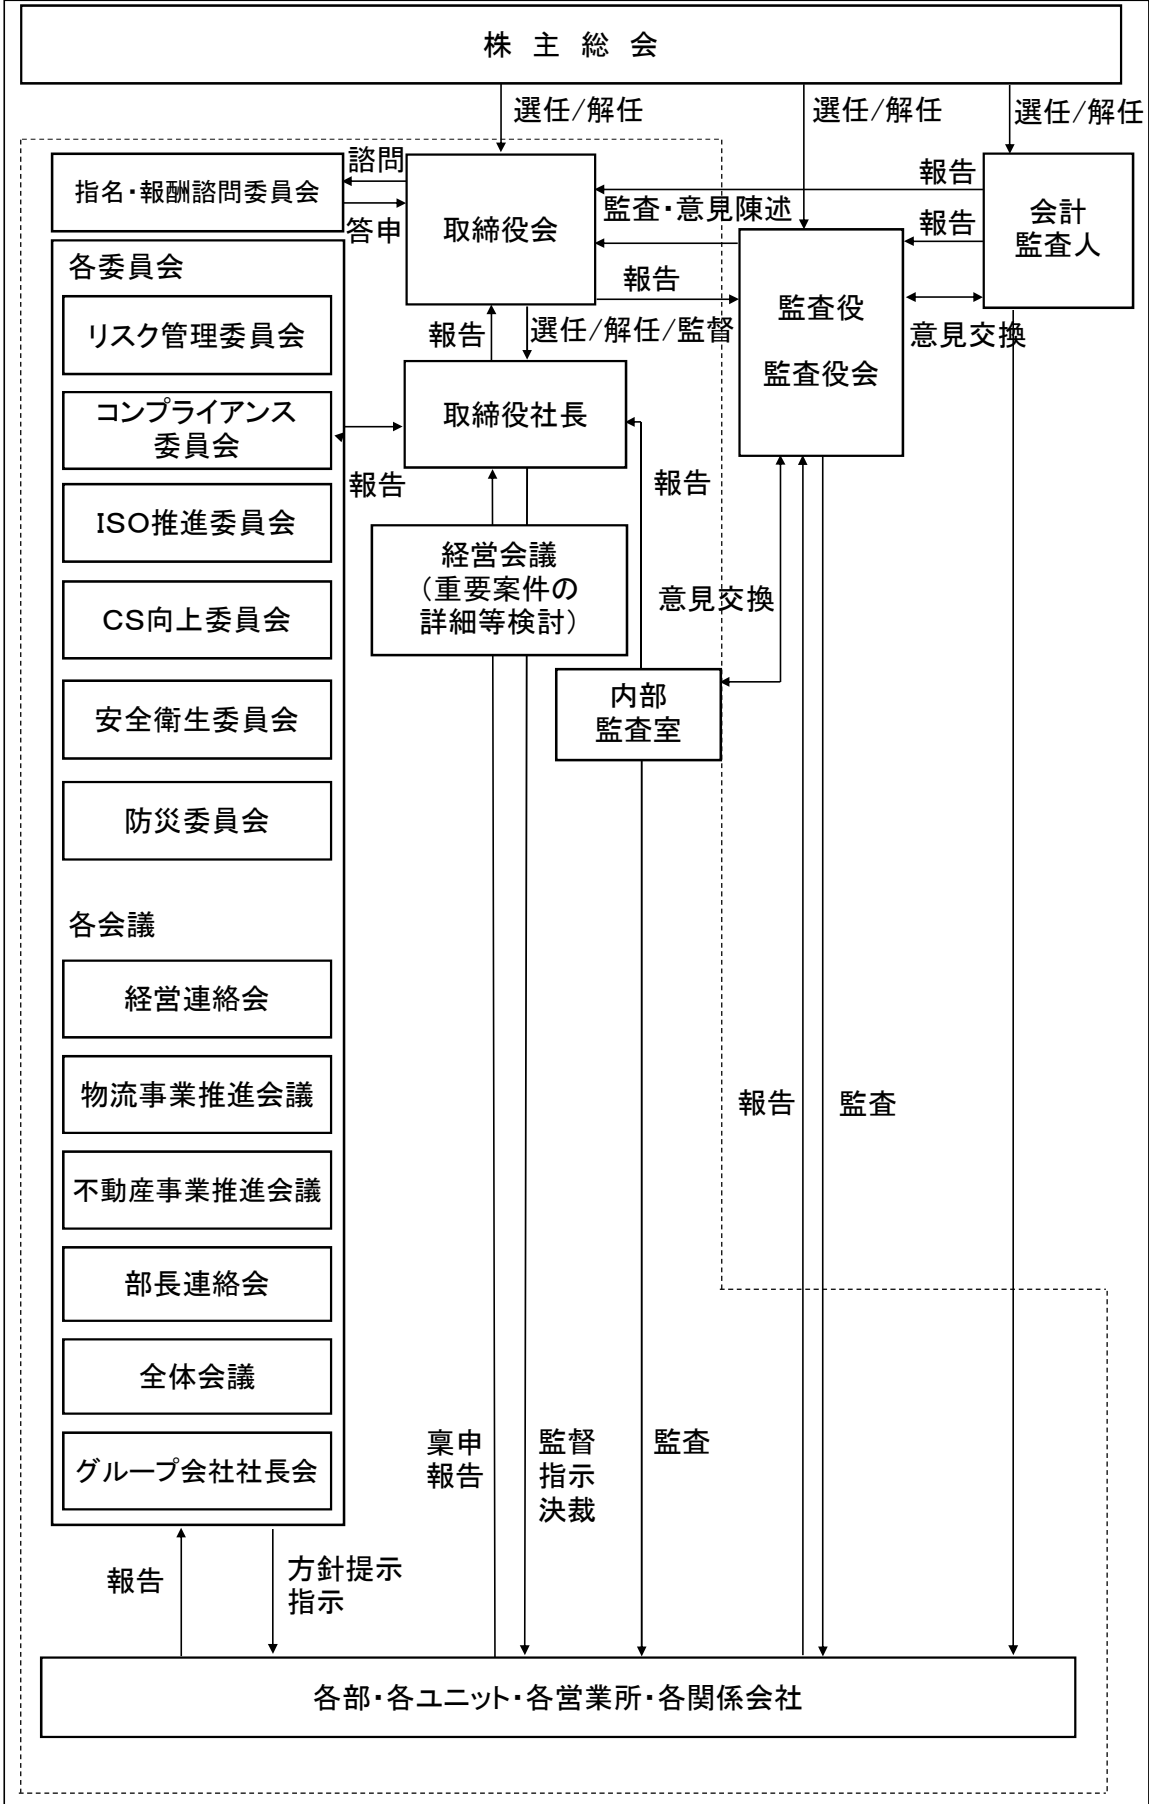 株 主 総 会
選任/解任
選任/解任
選任/解任
指名・報酬諮問委員会
諮問
答申
取締役会
報告
監査・意見陳述
報告
会計
監査人
各委員会
リスク管理委員会
報告
報告
選任/解任/監督
監査役
監査役会
意見交換
コンプライアンス
委員会
取締役社長
報告
報告
ISO推進委員会
経営会議
(重要案件の
詳細等検討)
意見交換
CS向上委員会
安全衛生委員会
内部
監査室
防災委員会
各会議
経営連絡会
物流事業推進会議
報告
監査
不動産事業推進会議
部長連絡会
全体会議
グループ会社社長会
稟申
報告
監督
指示
決裁
監査
報告
方針提示
指示
各部・各ユニット・各営業所・各関係会社